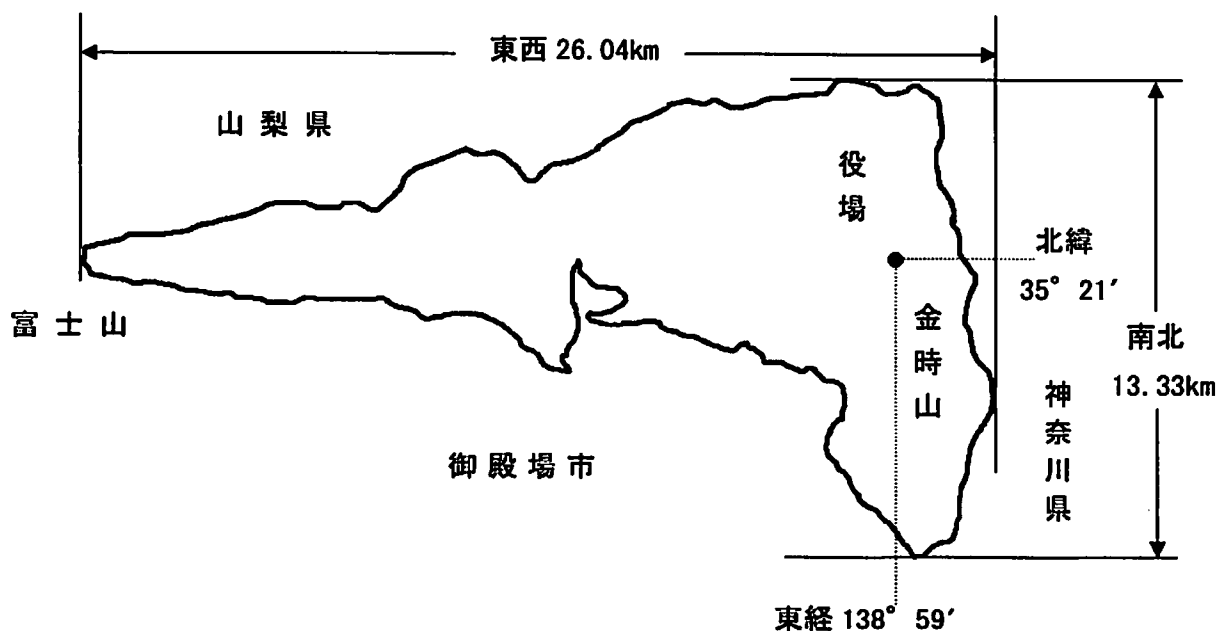 東西 26.04km
山梨県
役場
北緯
35° 21′
富士山
金時山
南北
13.33km
神奈川県
御殿場市
東経 138° 59′